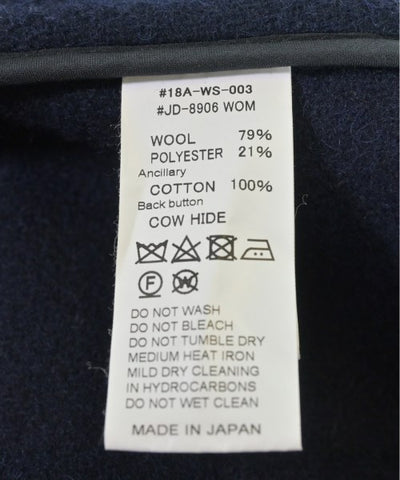 #18A-WS-003
#JD-8906 WOM
WOOL 79%
POLYESTER 21%
Ancillary
COTTON 100%
Back button
COW HIDE
F W
DO NOT WASH
DO NOT BLEACH
DO NOT TUMBLE DRY
MEDIUM HEAT IRON
MILD DRY CLEANING
IN HYDROCARBONS
DO NOT WET CLEAN
MADE IN JAPAN